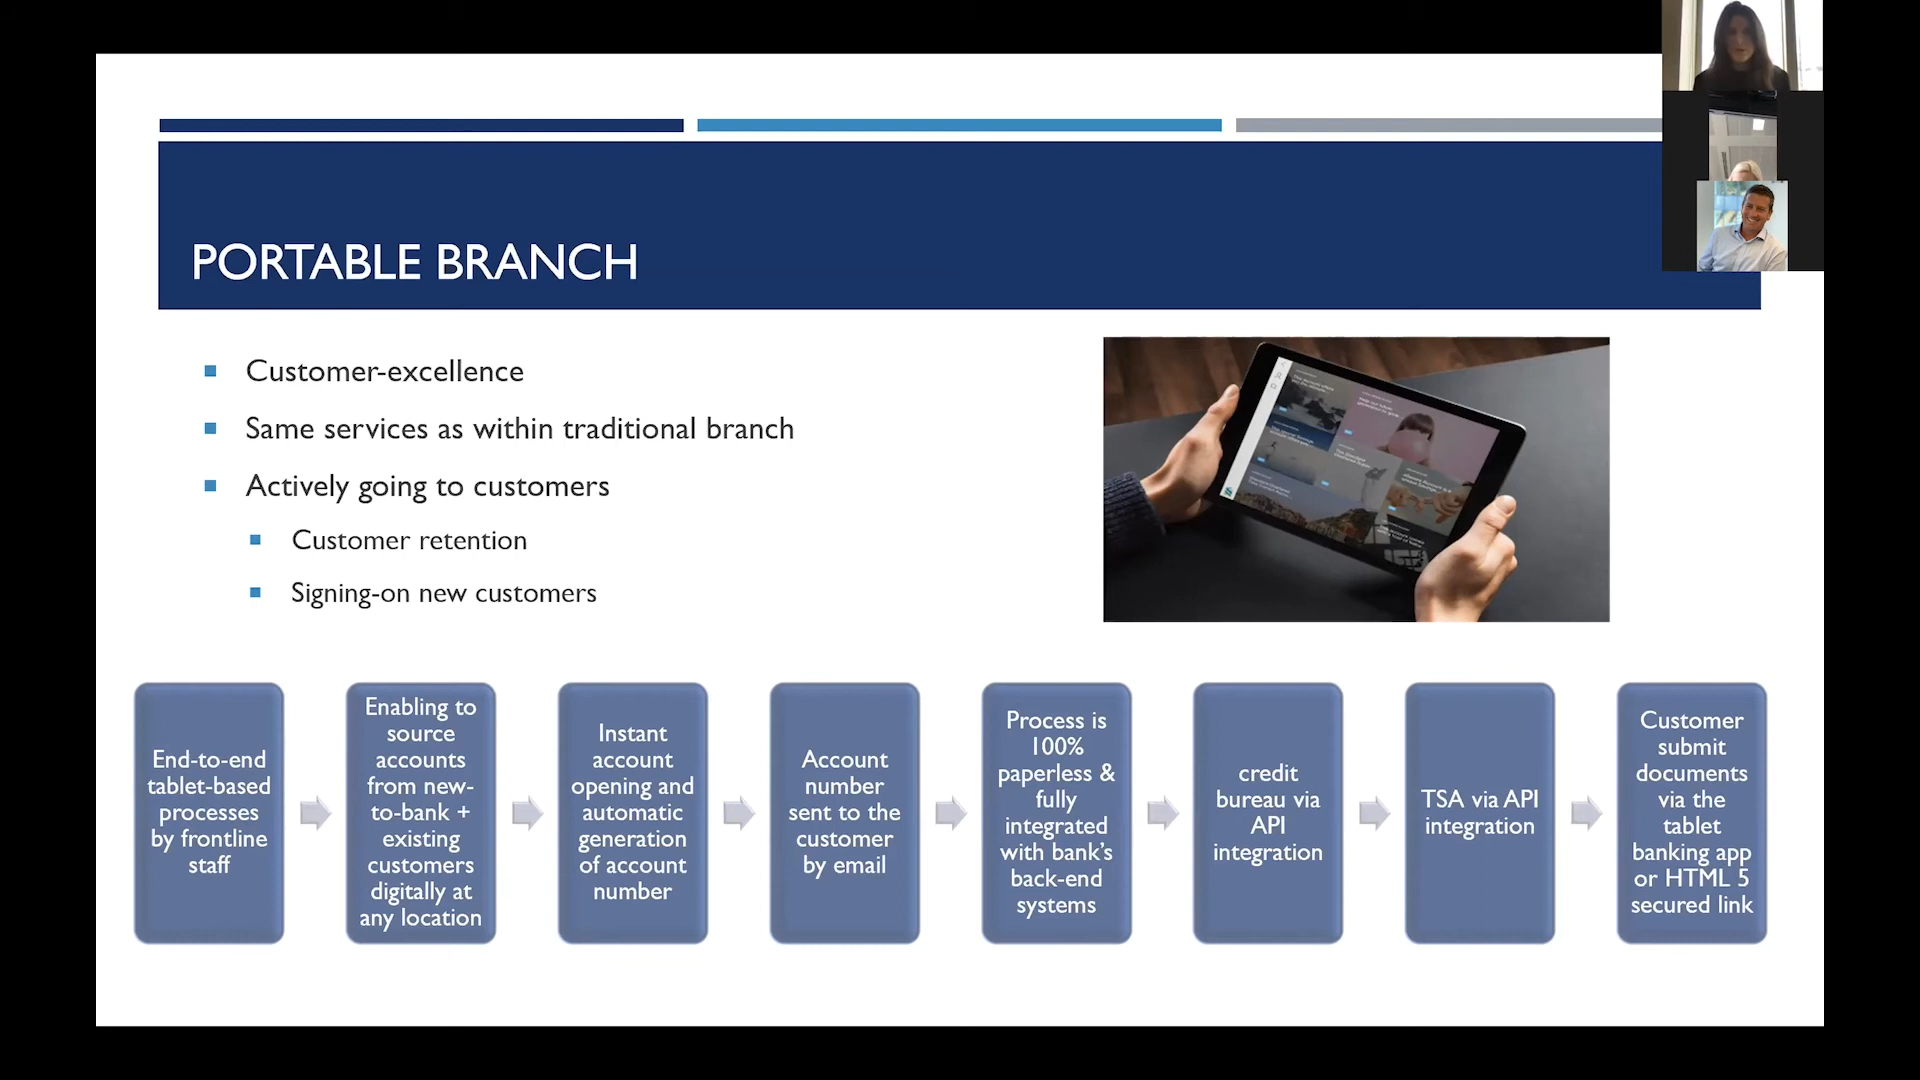 PORTABLE BRANCH
Customer-excellence
Same services as within traditional branch
Actively going to customers
Customer retention
Signing-on new customers
End-to-end
tablet-based
processes
by frontline
staff
Enabling to
source
accounts
from new-
to-bank +
existing
customers
digitally at
any location
Instant
account
opening and
automatic
generation
of account
number
Account
number
sent to the
customer
by email
Process is
100%
paperless &
fully
integrated
with bank's
back-end
systems
credit
bureau via
API
integration
TSA via API
integration
Customer
submit
documents
via the
tablet
banking app
or HTML 5
secured link